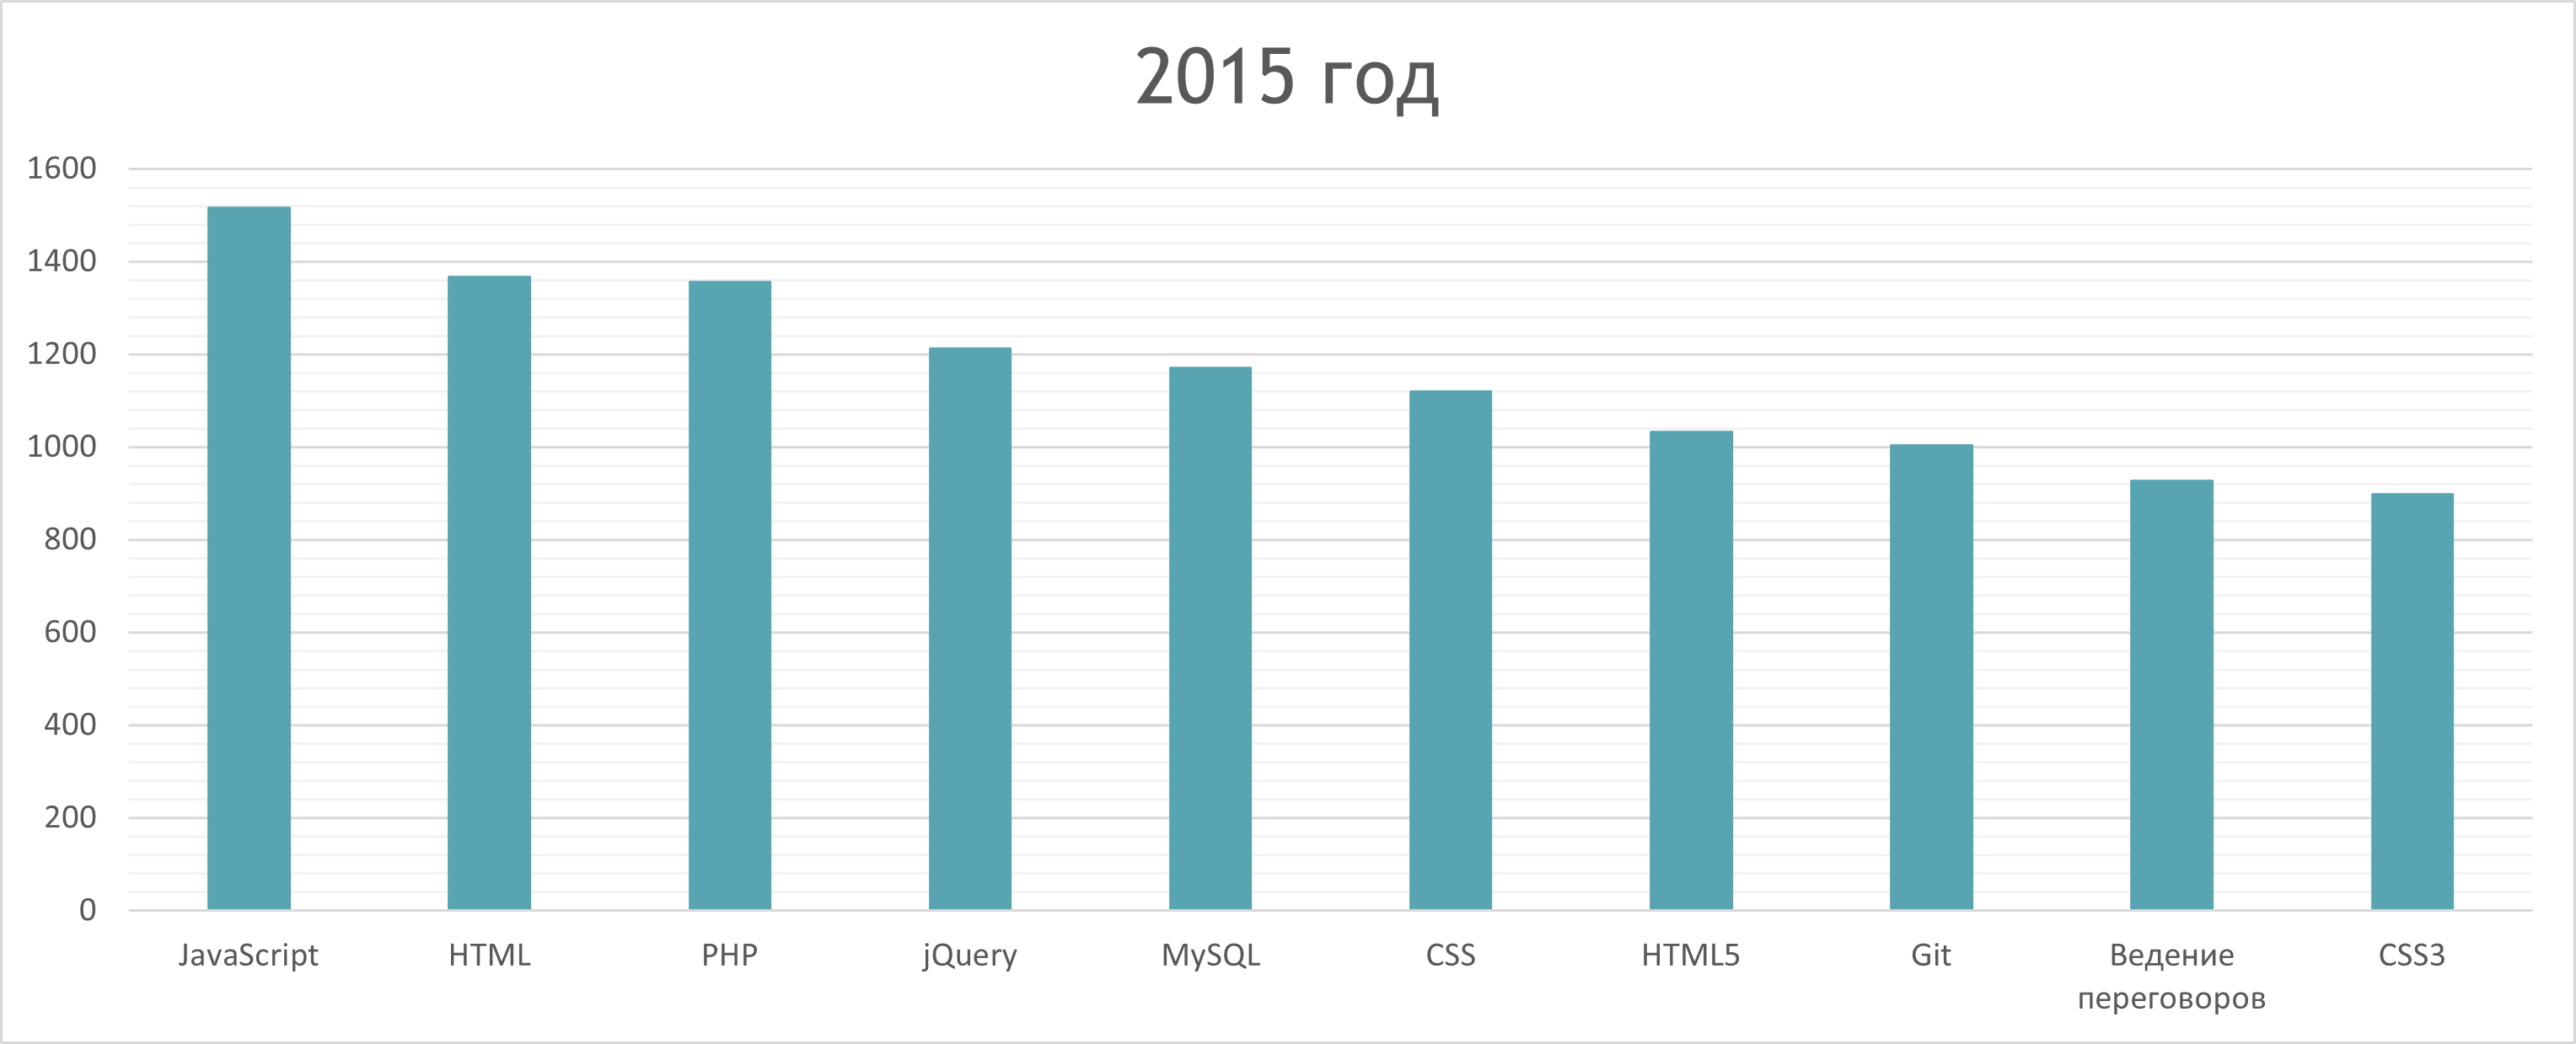 2015 год
1600
1400
1200
1000
800
600
400
200
0
JavaScript
HTML
PHP
jQuery
MySQL
CSS
HTML5
Git
Ведение
переговоров
CSS3